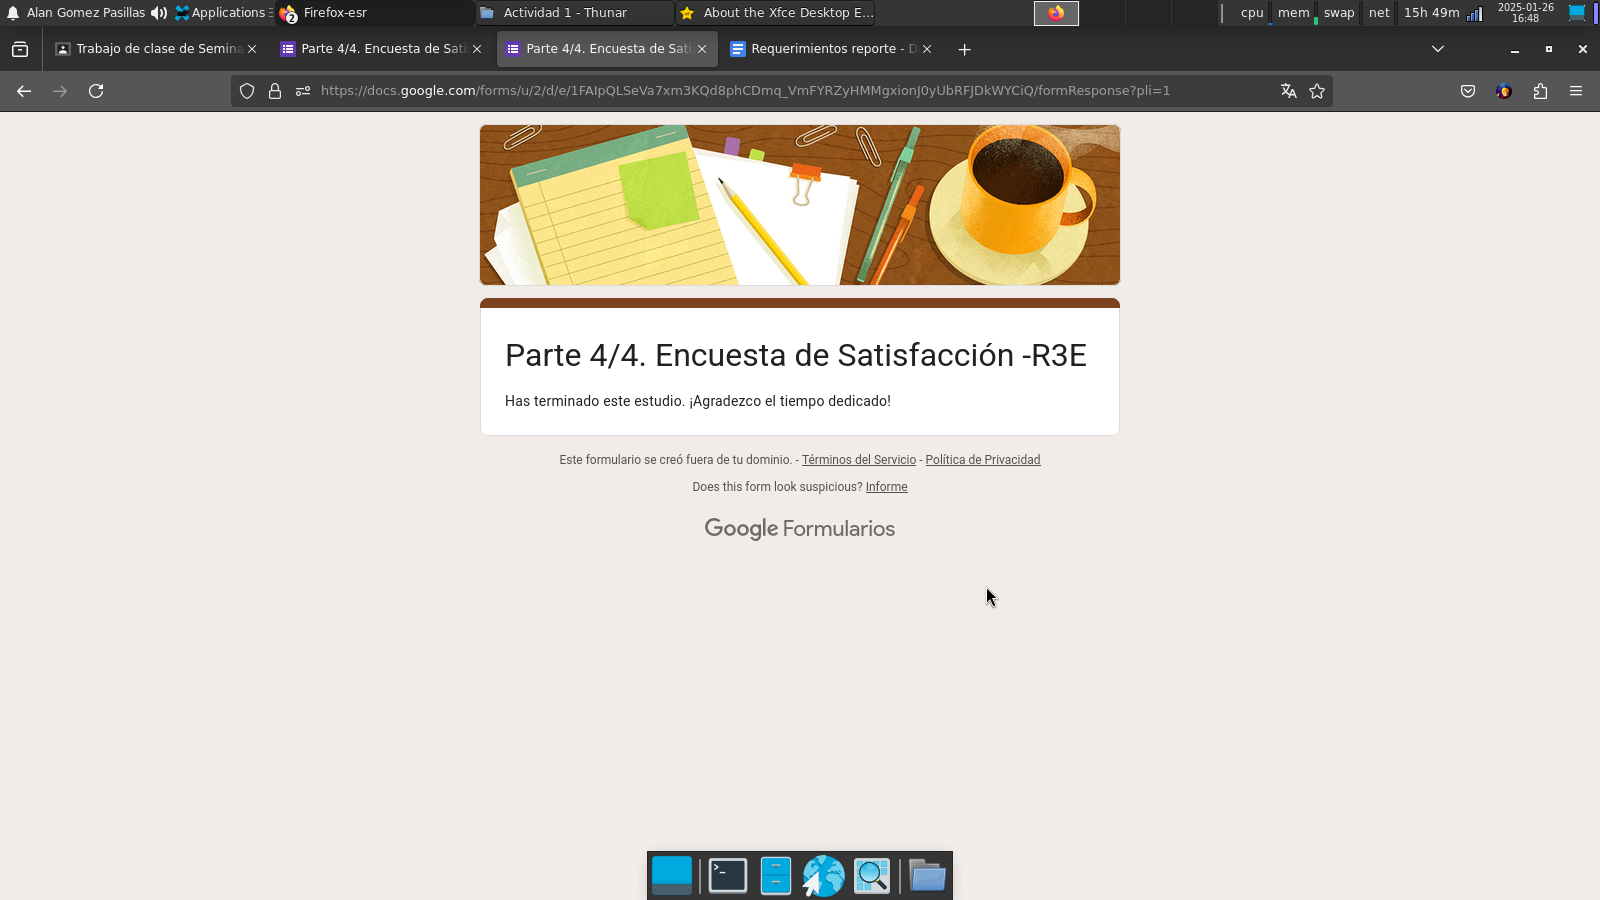 Alan Gomez Pasillas Applications Firefox-esr Actividad 1 - Thunar About the Xfce Desktop E... cpu mem swap net 15h 49m 2025-01-26
16:48
2
Trabajo de clase de Semina Parte 4/4. Encuesta de Sati Parte 4/4. Encuesta de Sati Requerimientos reporte - D
https://docs.google.com/forms/u/2/d/e/1FAIpQLSeVa7xm3KQd8phCDmq_VmFYRZyHMMgxionJ0yUbRFJDkWYCiQ/formResponse?pli=1
Parte 4/4. Encuesta de Satisfacción -R3E
Has terminado este estudio. ¡Agradezco el tiempo dedicado!
Este formulario se creó fuera de tu dominio. - Términos del Servicio - Política de Privacidad
Does this form look suspicious? Informe
Google Formularios